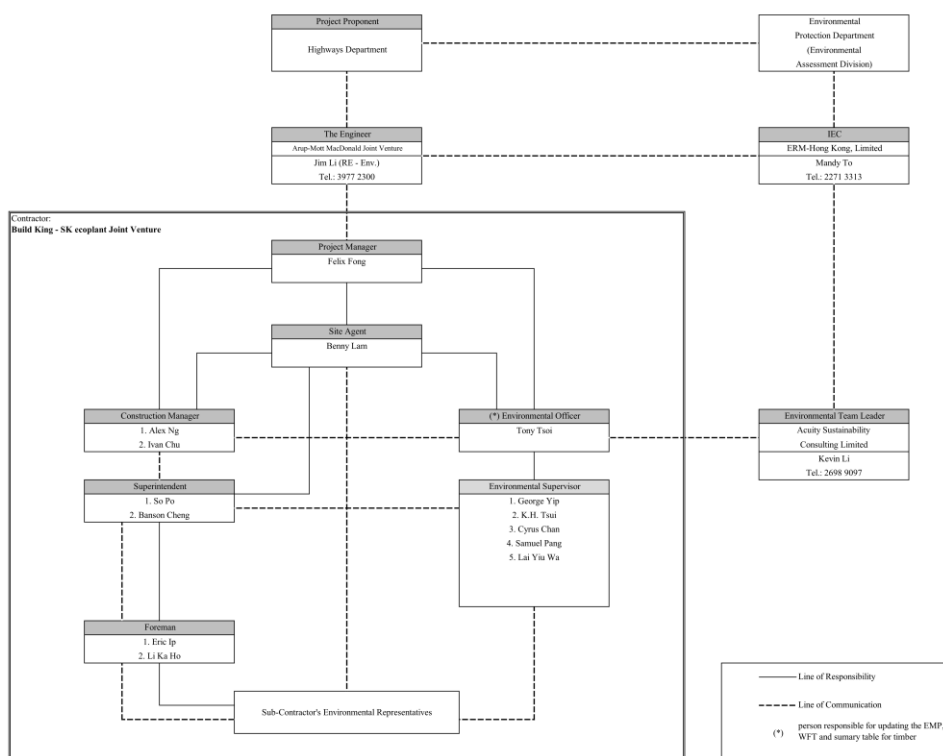 Project Proponent
Highways Department
Environmental
Protection Department
(Environmental
Assessment Division)
The Engineer
Arup-Mott MacDonald Joint Venture
Jim Li (RE - Env.)
Tel.: 3977 2300
IEC
ERM-Hong Kong, Limited
Mandy To
Tel.: 2271 3313
Contractor:
Build King - SK ecoplant Joint Venture
Project Manager
Felix Fong
Site Agent
Benny Lam
Construction Manager
1. Alex Ng
2. Ivan Chu
(*) Environmental Officer
Tony Tsoi
Environmental Team Leader
Acuity Sustainability
Consulting Limited
Kevin Li
Tel.: 2698 9097
Superintendent
1. So Po
2. Banson Cheng
Environmental Supervisor
1. George Yip
2. K.H. Tsui
3. Cyrus Chan
4. Samuel Pang
5. Lai Yiu Wa
Foreman
1. Eric Ip
2. Li Ka Ho
Sub-Contractor's Environmental Representatives
Line of Responsibility
Line of Communication
(*) person responsible for updating the EMP,
WFT and sumary table for timber